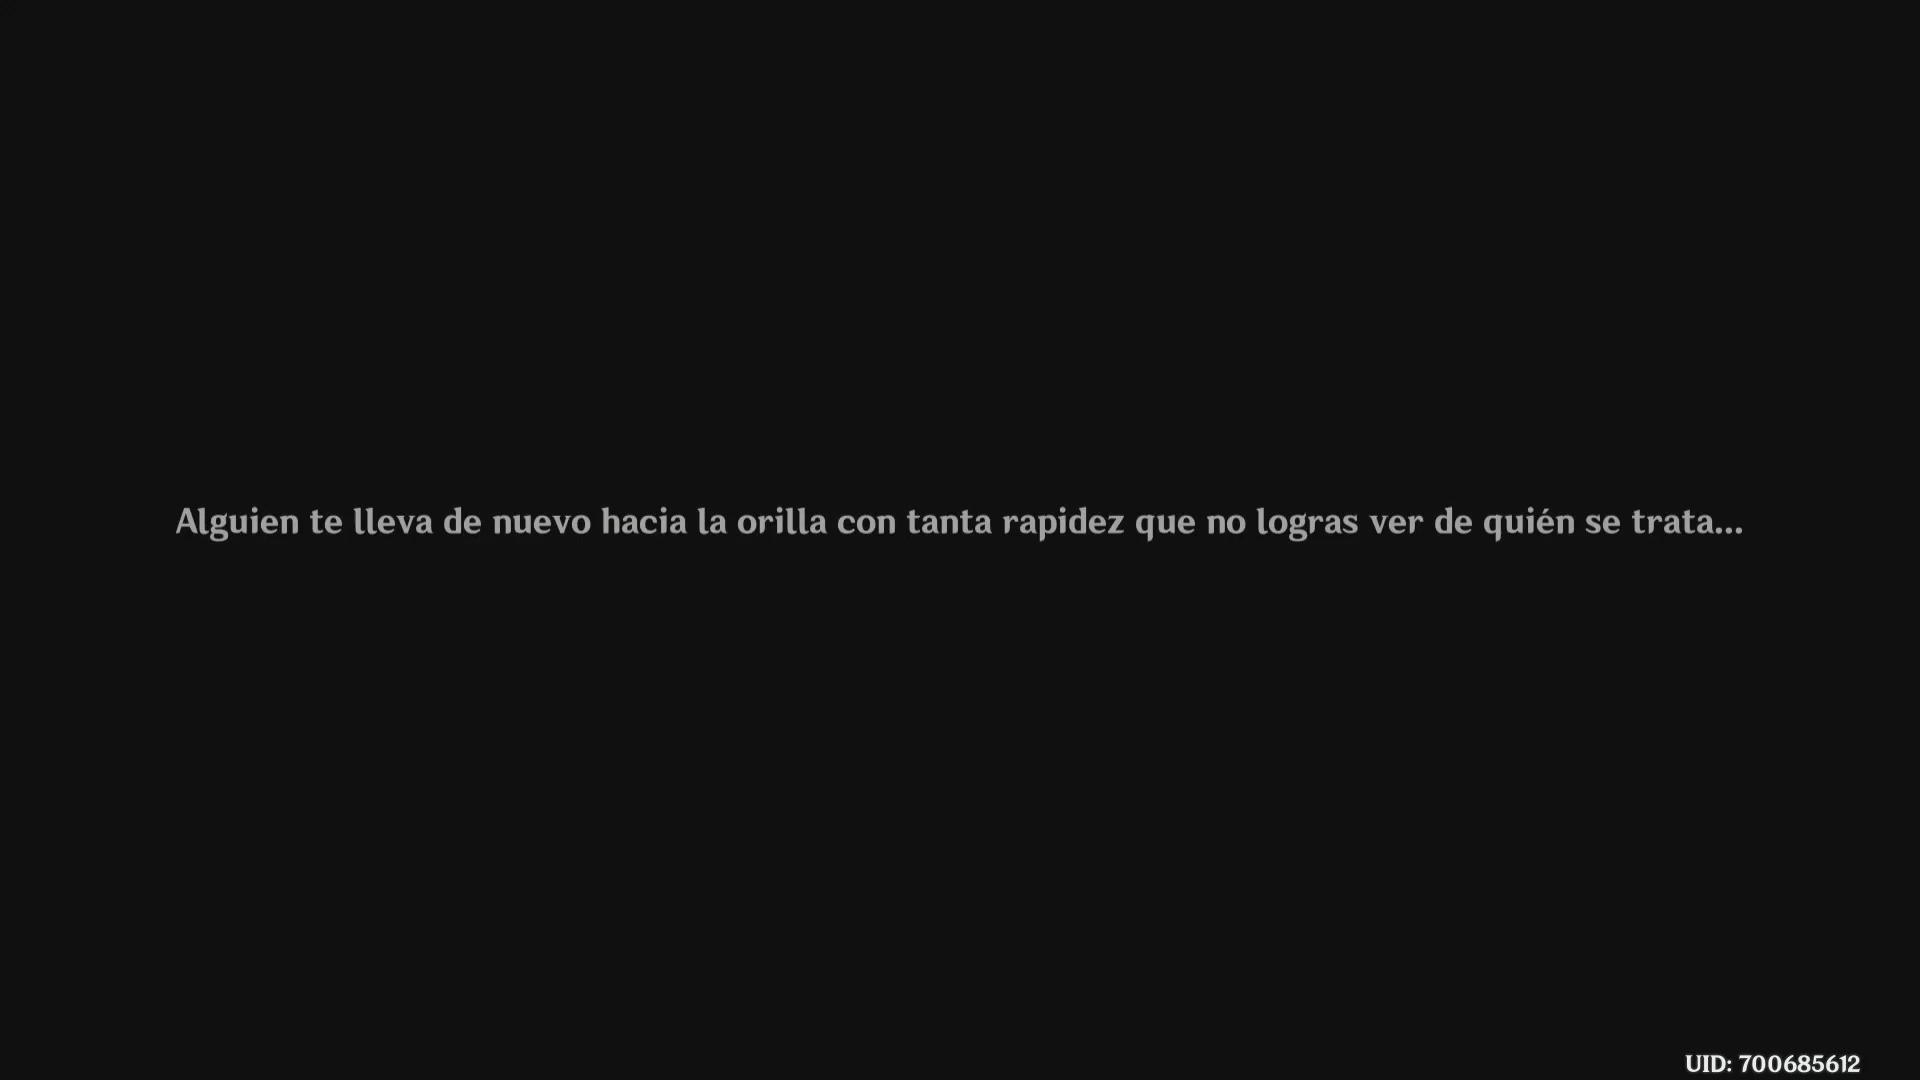 Alguien te lleva de nuevo hacia la orilla con tanta rapidez que no logras ver de quién se trata...
UID: 700685612